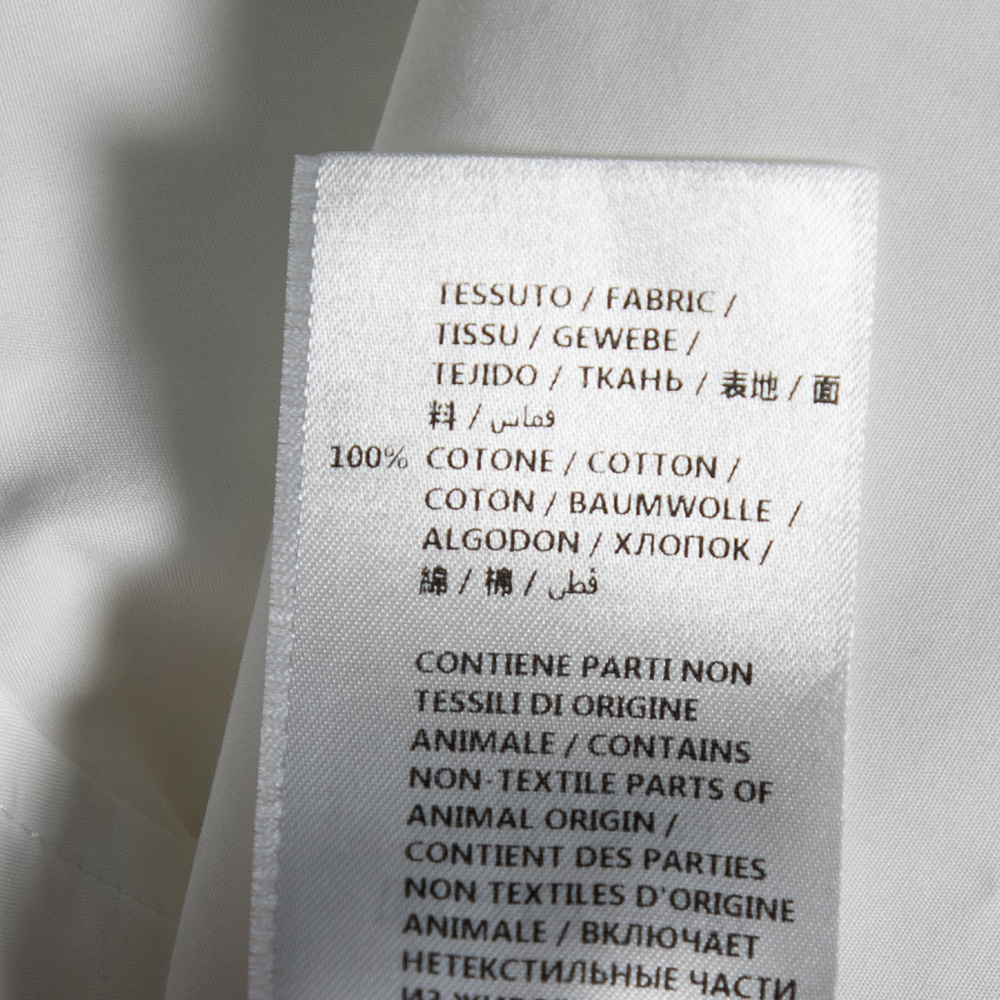 TESSUTO / FABRIC /
TISSU / GEWEBE /
TEJIDO / ТКАНЬ / 表地 / 面
料 / قماس
100% COTONE / COTTON /
COTON / BAUMWOLLE /
ALGODON / ХЛОПОК /
綿 / 棉 / قطن
CONTIENE PARTI NON
TESSILI DI ORIGINE
ANIMALE / CONTAINS
NON-TEXTILE PARTS OF
ANIMAL ORIGIN /
CONTIENT DES PARTIES
NON TEXTILES D'ORIGINE
ANIMALE / ВКЛЮЧАЕТ
НЕТЕКСТИЛЬНЫЕ ЧАСТИ
ИЗ